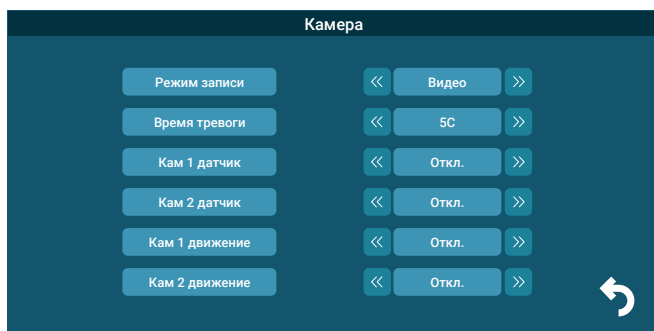 Камера
Режим записи « Видео »
Время тревоги « 5С »
Кам 1 датчик « Откл. »
Кам 2 датчик « Откл. »
Кам 1 движение « Откл. »
Кам 2 движение « Откл. »